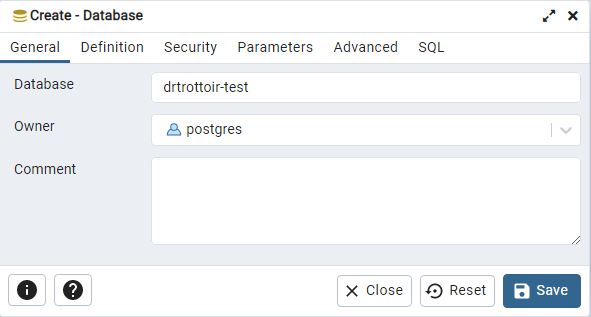 Create - Database
General Definition Security Parameters Advanced SQL
Database drtrottoir-test
Owner postgres
Comment
Close Reset Save